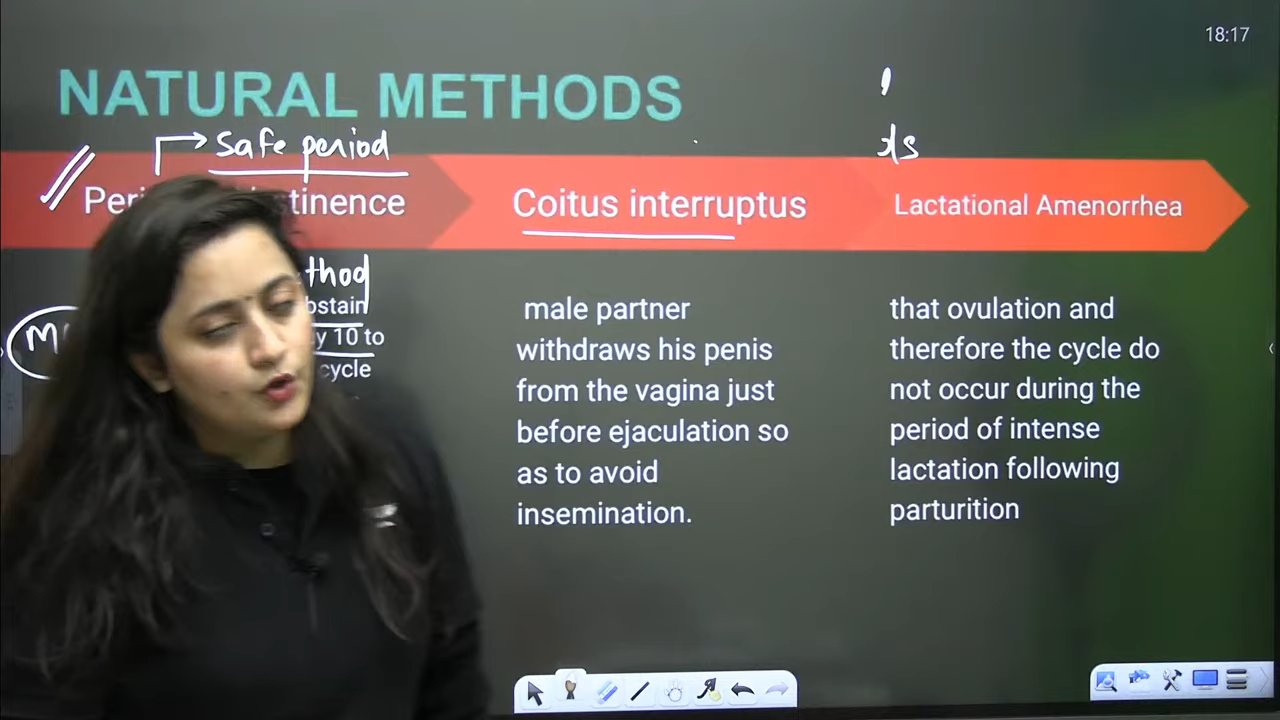 18:17
NATURAL METHODS
Safe period
Coitus interruptus
Lactational Amenorrhea
y 10 to
cycle
male partner
withdraws his penis
from the vagina just
before ejaculation so
as to avoid
insemination.
that ovulation and
therefore the cycle do
not occur during the
period of intense
lactation following
parturition